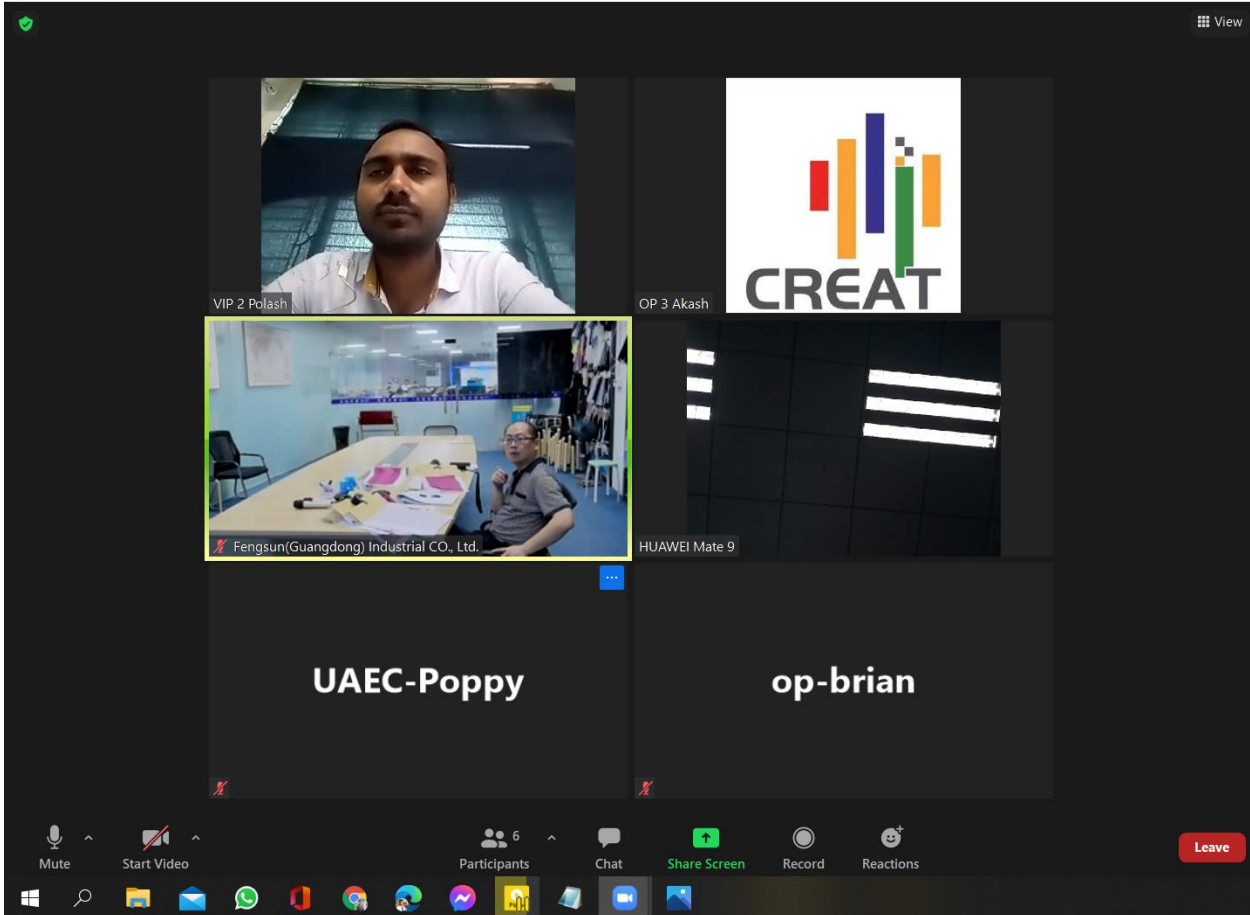 View
VIP 2 Polash
CREAT
OP 3 Akash
Fengsun(Guangdong) Industrial CO., Ltd.
HUAWEI Mate 9
UAEC-Poppy
op-brian
Mute
Start Video
6
Participants
Chat
Share Screen
Record
Reactions
Leave